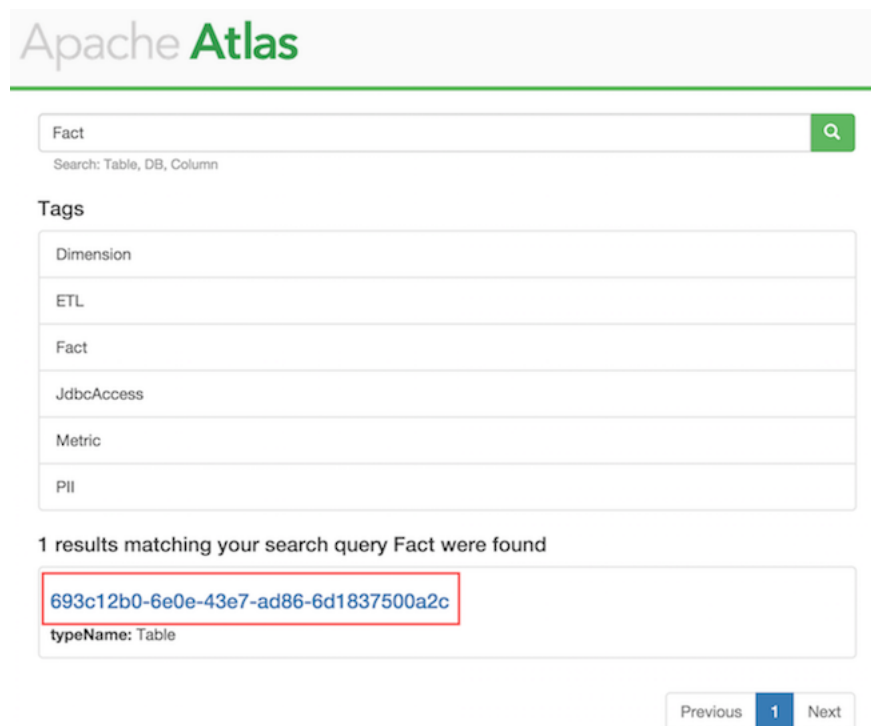 Apache Atlas
Fact
Search: Table, DB, Column
Tags
Dimension
ETL
Fact
JdbcAccess
Metric
PII
1 results matching your search query Fact were found
693c12b0-6e0e-43e7-ad86-6d1837500a2c
typeName: Table
Previous 1 Next